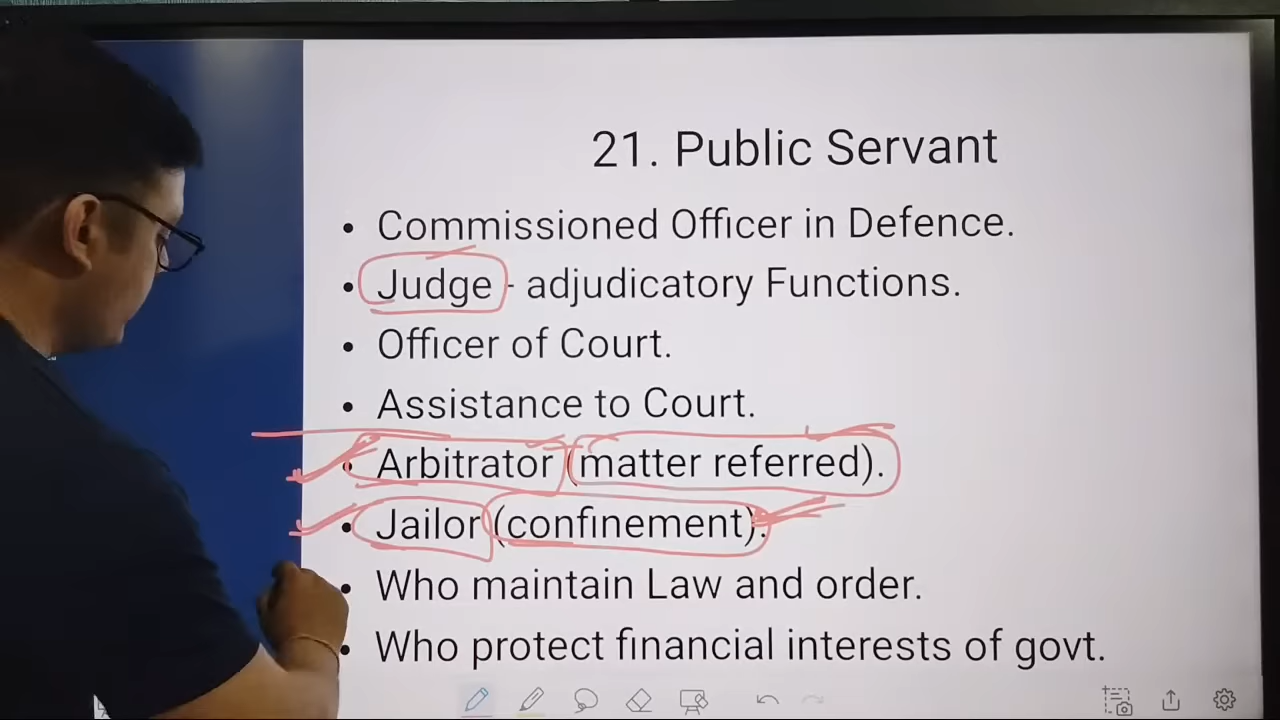 21. Public Servant
• Commissioned Officer in Defence.
• Judge - adjudicatory Functions.
• Officer of Court.
• Assistance to Court.
• Arbitrator (matter referred).
• Jailor (confinement).
• Who maintain Law and order.
• Who protect financial interests of govt.